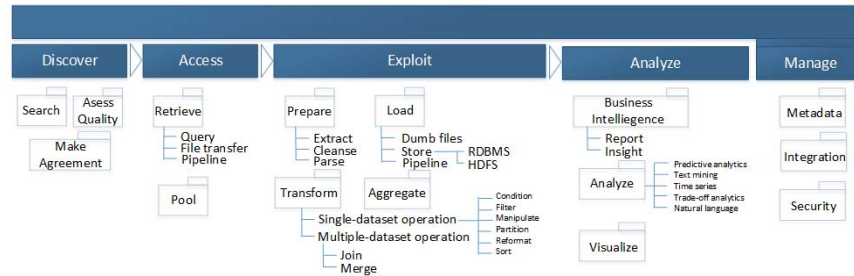 Discover
Access
Exploit
Analyze
Manage
Search
Asess
Quality
Make
Agreement
Retrieve
Query
File transfer
Pipeline
Pool
Prepare
Extract
Cleanse
Parse
Load
Dumb files
Store
Pipeline
RDBMS
HDFS
Transform
Aggregate
Single-dataset operation
Multiple-dataset operation
Join
Merge
Condition
Filter
Manipulate
Partition
Reformat
Sort
Business
Intelliegence
Report
Insight
Analyze
Predictive analytics
Text mining
Time series
Trade-off analytics
Natural language
Visualize
Metadata
Integration
Security